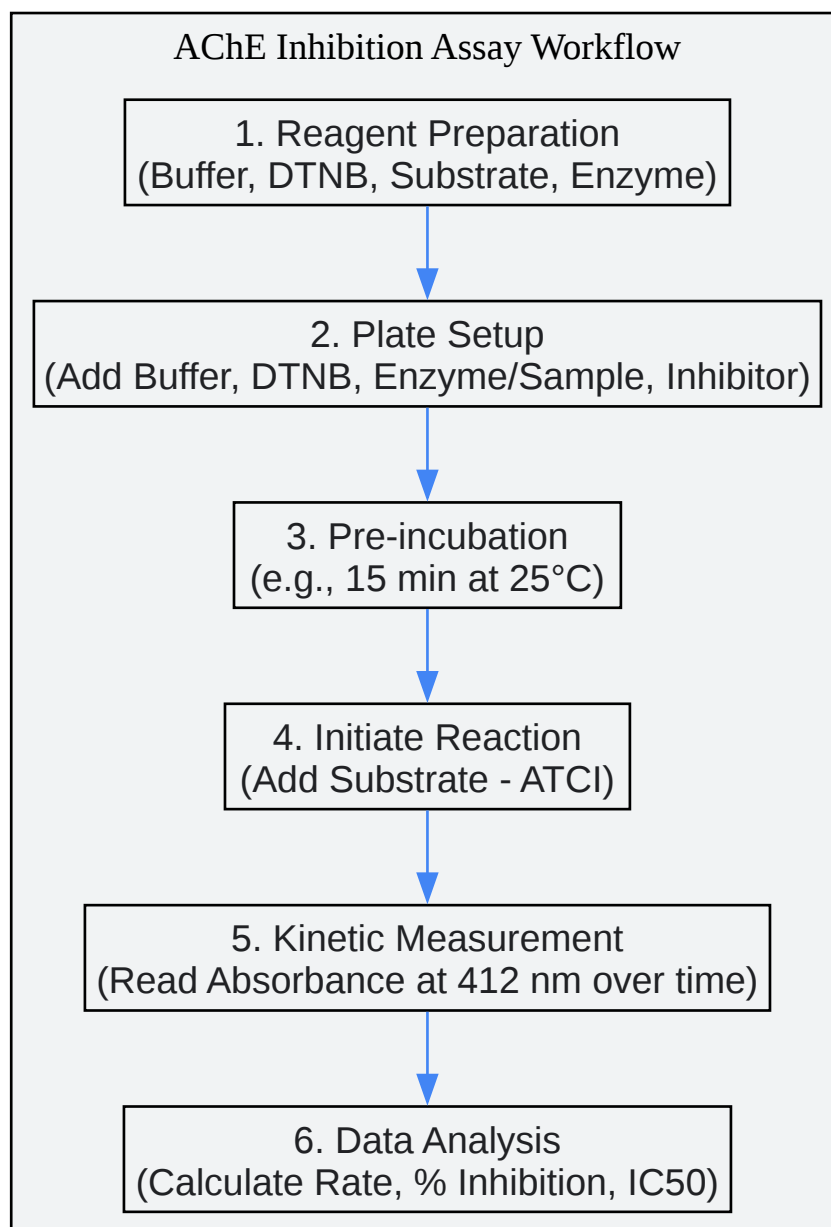 AChE Inhibition Assay Workflow
1. Reagent Preparation
(Buffer, DTNB, Substrate, Enzyme)
2. Plate Setup
(Add Buffer, DTNB, Enzyme/Sample, Inhibitor)
3. Pre-incubation
(e.g., 15 min at 25°C)
4. Initiate Reaction
(Add Substrate - ATCI)
5. Kinetic Measurement
(Read Absorbance at 412 nm over time)
6. Data Analysis
(Calculate Rate, % Inhibition, IC50)